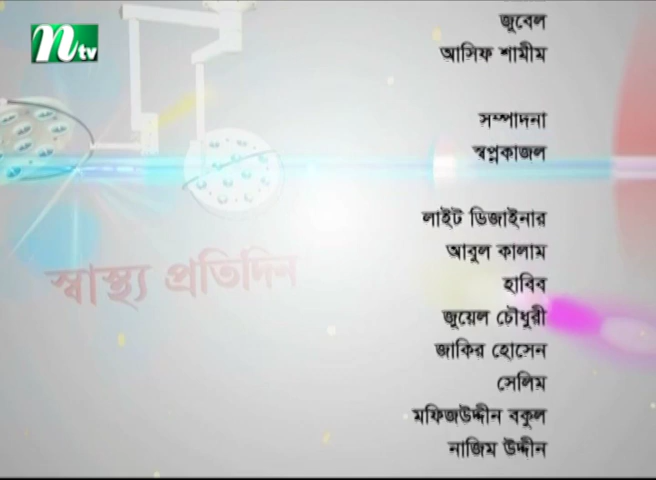 ntv
জুবেল
আসিফ শামীম
সম্পাদনা
স্বপ্নকাজল
লাইট ডিজাইনার
আবুল কালাম
হাবিব
জুয়েল চৌধুরী
জাকির হোসেন
সেলিম
মফিজউদ্দীন বকুল
নাজিম উদ্দীন
স্বাস্থ্য প্রতিদিন